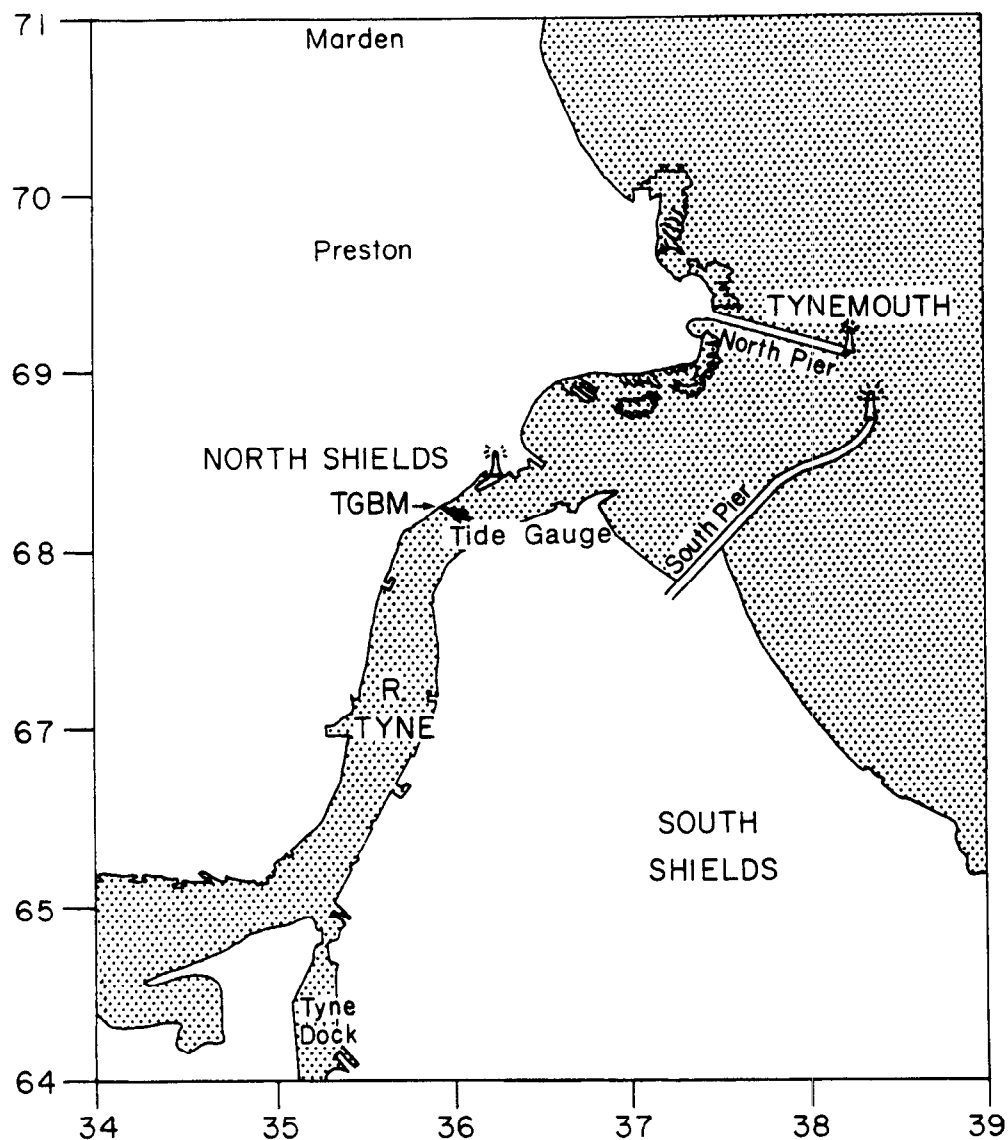 71
Marden
70
Preston
TYNEMOUTH
North Pier
69
NORTH SHIELDS
TGBM
Tide Gauge
South Pier
68
R.
TYNE
67
SOUTH
SHIELDS
65
Tyne
Dock
64
34 35 36 37 38 39